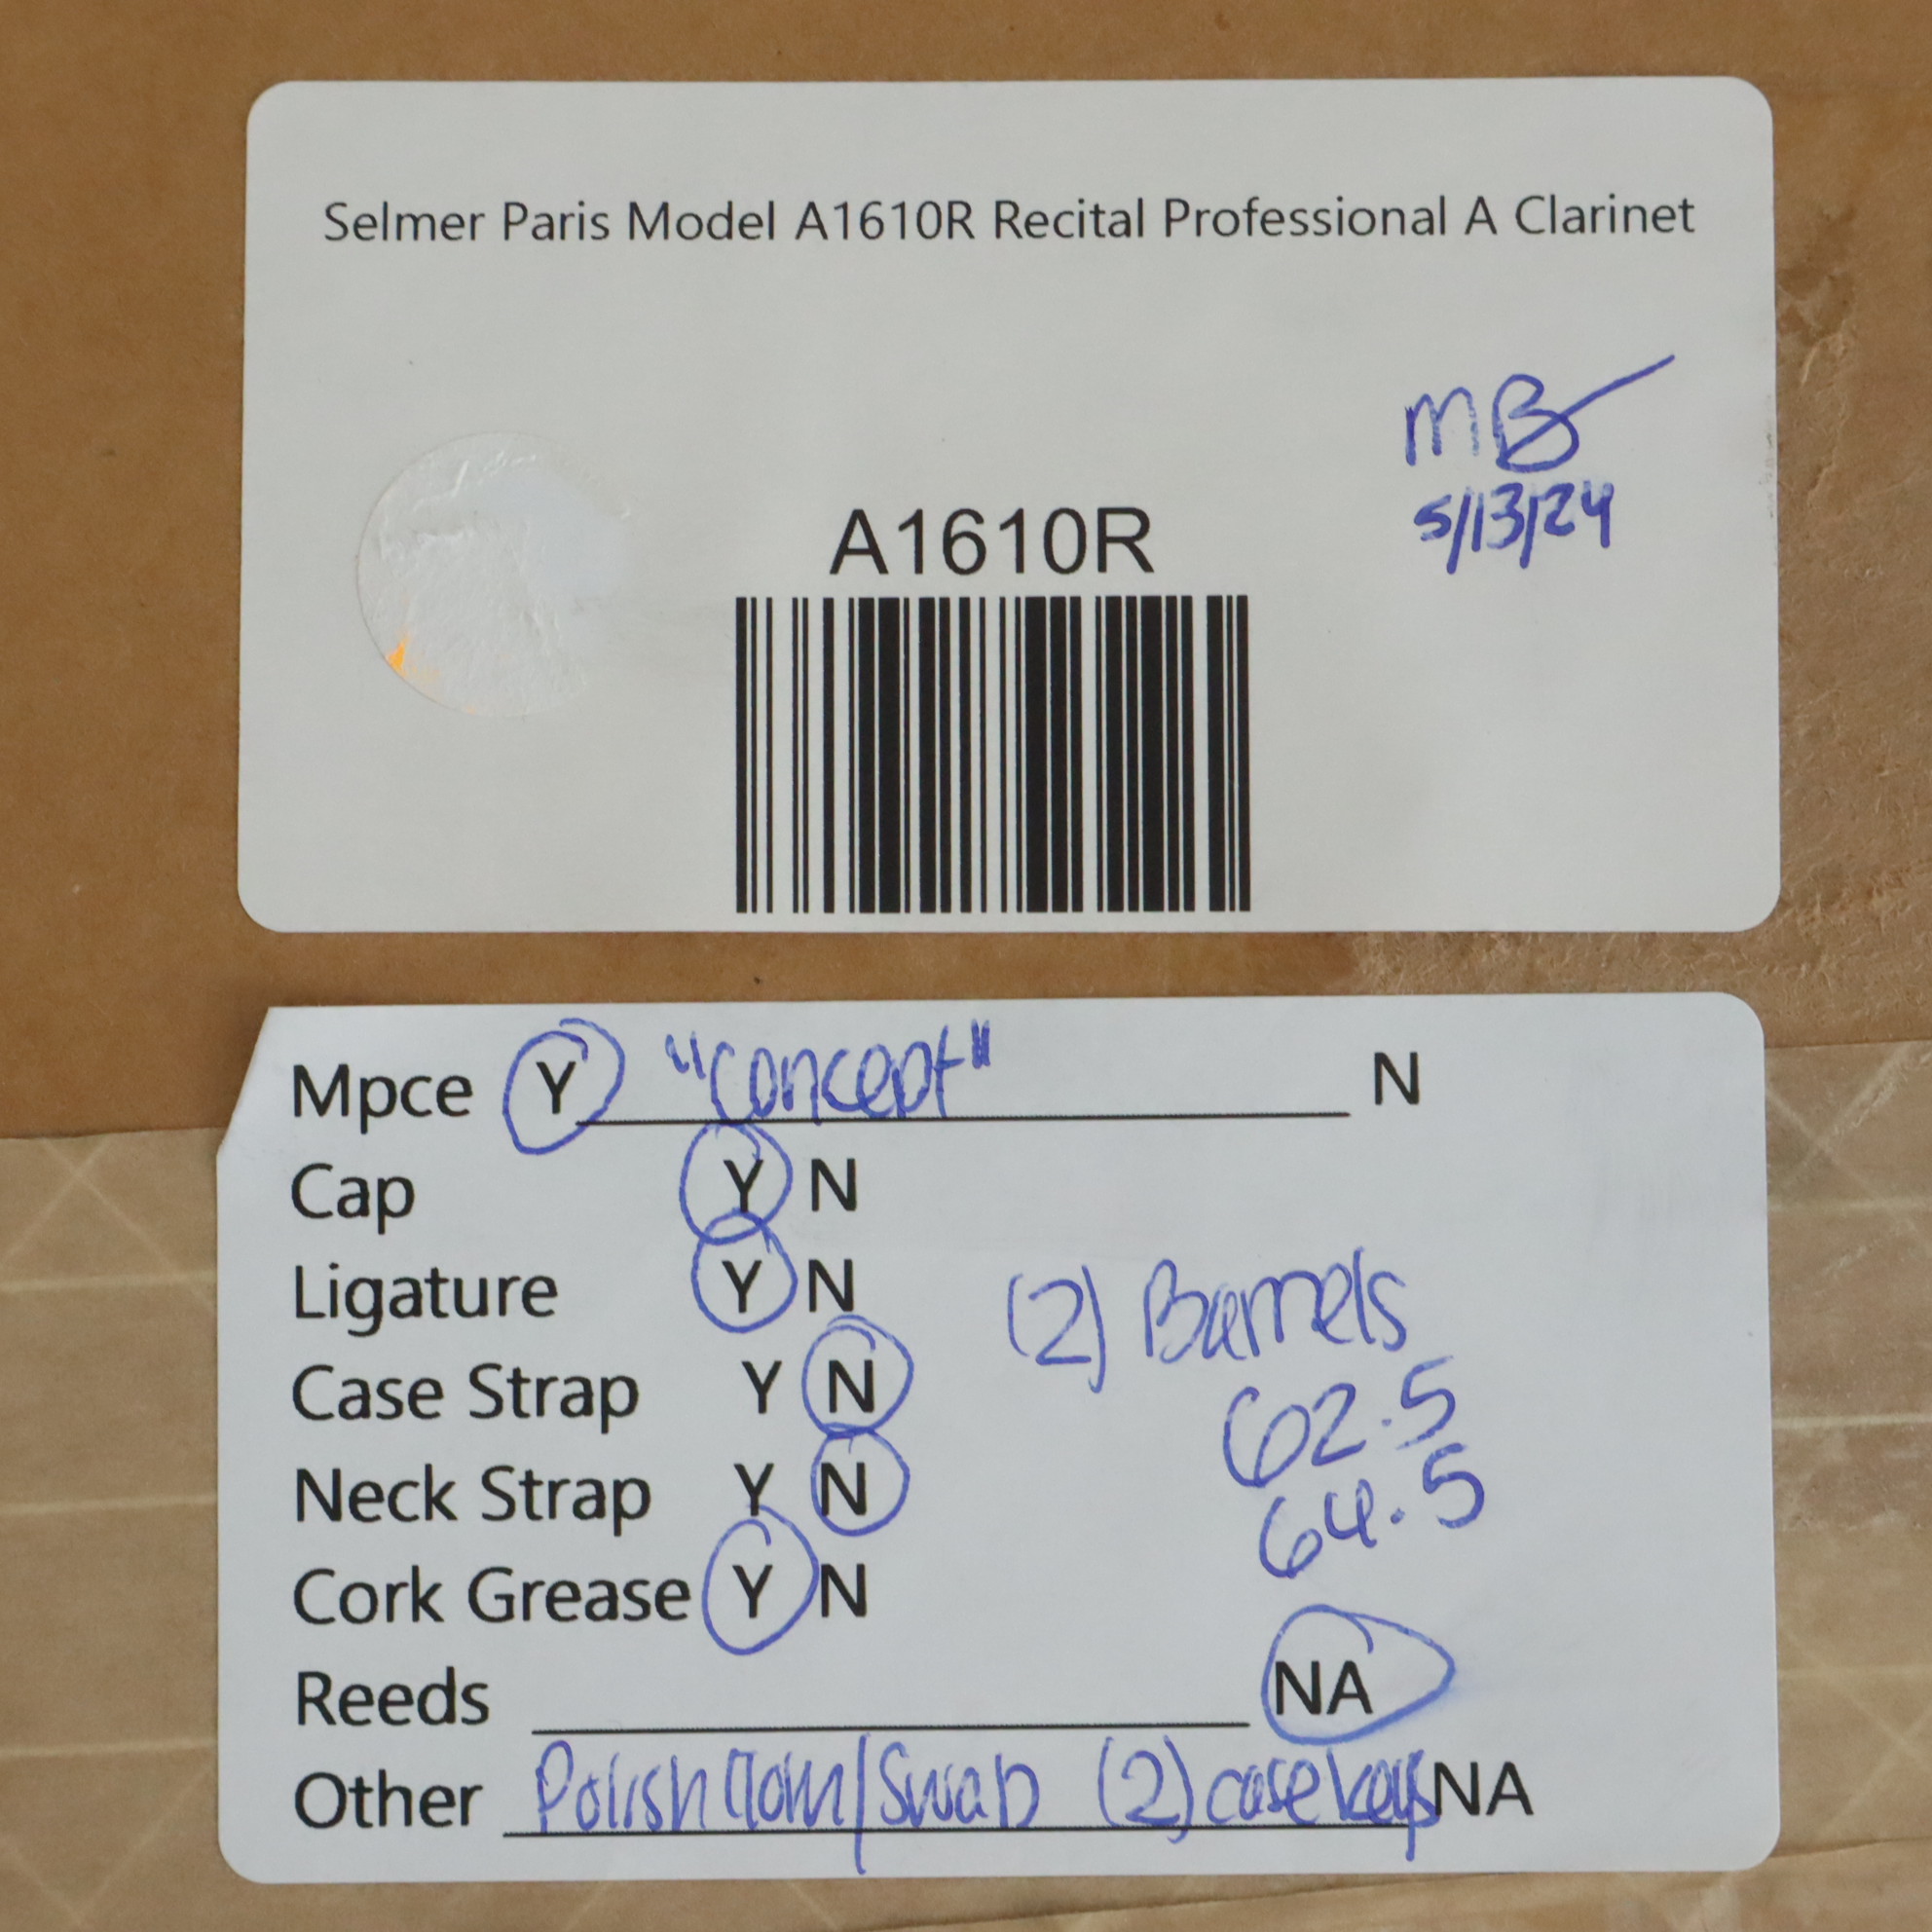 Selmer Paris Model A1610R Recital Professional A Clarinet
MB
5/13/24
A1610R
Mpce Y "Concept" N
Cap Y N
Ligature Y N
(2) Barrels
Case Strap Y N
62.5
Neck Strap Y N
64.5
Cork Grease Y N
Reeds NA
Other Polish Cloth/Swab (2) case keys NA